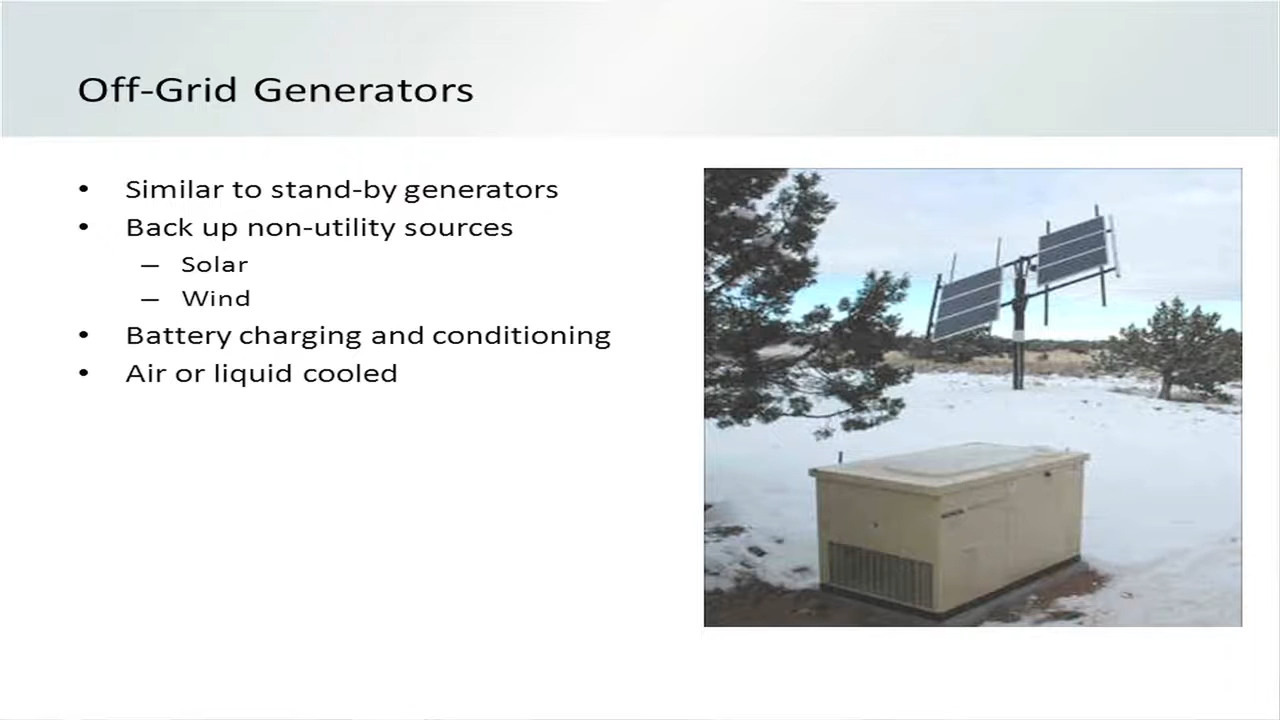 Off-Grid Generators
• Similar to stand-by generators
• Back up non-utility sources
– Solar
– Wind
• Battery charging and conditioning
• Air or liquid cooled